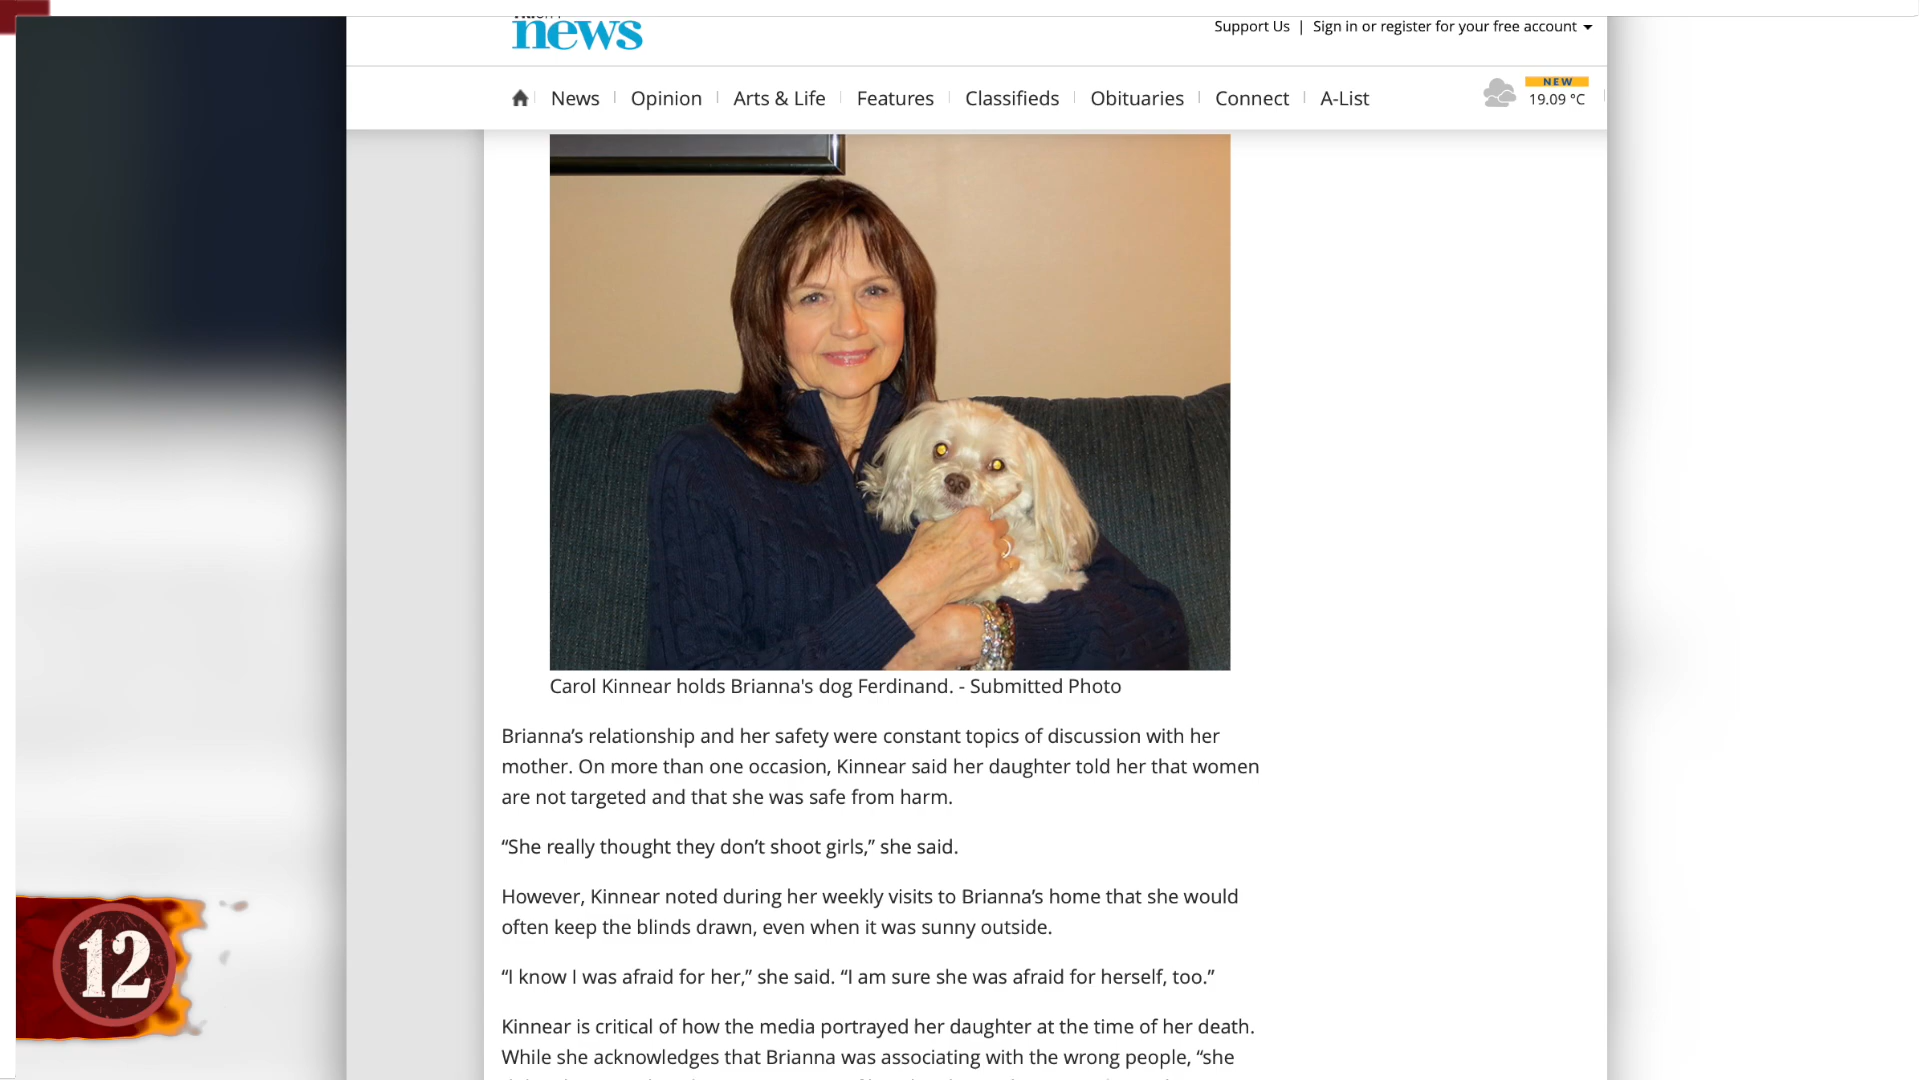 news
Support Us | Sign in or register for your free account
News Opinion Arts & Life Features Classifieds Obituaries Connect A-List
NEW
19.09 °C
Carol Kinnear holds Brianna's dog Ferdinand. - Submitted Photo
Brianna’s relationship and her safety were constant topics of discussion with her
mother. On more than one occasion, Kinnear said her daughter told her that women
are not targeted and that she was safe from harm.
“She really thought they don’t shoot girls,” she said.
However, Kinnear noted during her weekly visits to Brianna’s home that she would
often keep the blinds drawn, even when it was sunny outside.
“I know I was afraid for her,” she said. “I am sure she was afraid for herself, too.”
Kinnear is critical of how the media portrayed her daughter at the time of her death.
While she acknowledges that Brianna was associating with the wrong people, “she
12